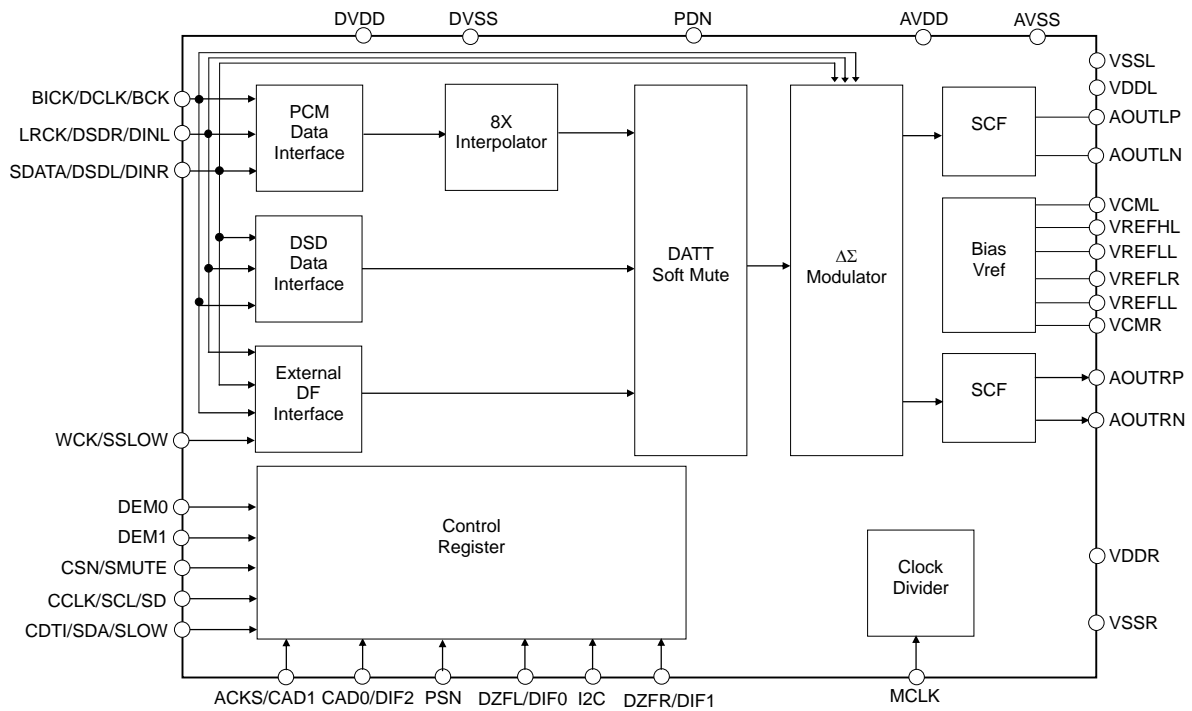 DVDD
DVSS
PDN
AVDD
AVSS
BICK/DCLK/BCK
LRCK/DSDR/DINL
SDATA/DSDL/DINR
WCK/SSLOW
DEM0
DEM1
CSN/SMUTE
CCLK/SCL/SD
CDTI/SDA/SLOW
PCM
Data
Interface
8X
Interpolator
DSD
Data
Interface
External
DF
Interface
DATT
Soft Mute
ΔΣ
Modulator
SCF
Bias
Vref
SCF
Control
Register
Clock
Divider
VSSL
VDDL
AOUTLP
AOUTLN
VCML
VREFHL
VREFLL
VREFLR
VREFLL
VCMR
AOUTRP
AOUTRN
VDDR
VSSR
ACKS/CAD1
CAD0/DIF2
PSN
DZFL/DIF0
I2C
DZFR/DIF1
MCLK